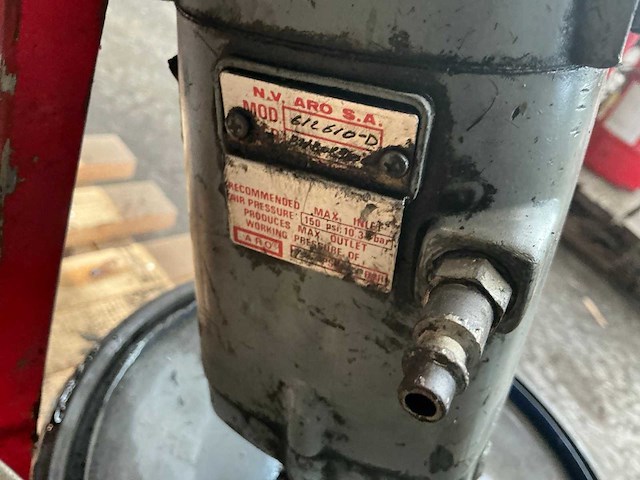 N.V. ARO S.A.
MOD. 612610-D
RECOMMENDED MAX. INLET
AIR PRESSURE 150 psi, 10 3 bar
PRODUCES MAX OUTLET
WORKING PRESSURE OF
ARO